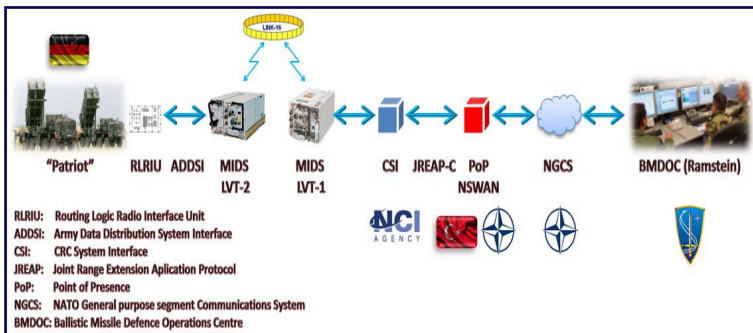 LINK-16
"Patriot"
RLRIU
ADDSI
MIDS
LVT-2
MIDS
LVT-1
CSI
JREAP-C
PoP
NSWAN
NGCS
BMDOC (Ramstein)
NCI
AGENCY
RLRIU: Routing Logic Radio Interface Unit
ADDSI: Army Data Distribution System Interface
CSI: CRC System Interface
JREAP: Joint Range Extension Aplication Protocol
PoP: Point of Presence
NGCS: NATO General purpose segment Communications System
BMDOC: Ballistic Missile Defence Operations Centre